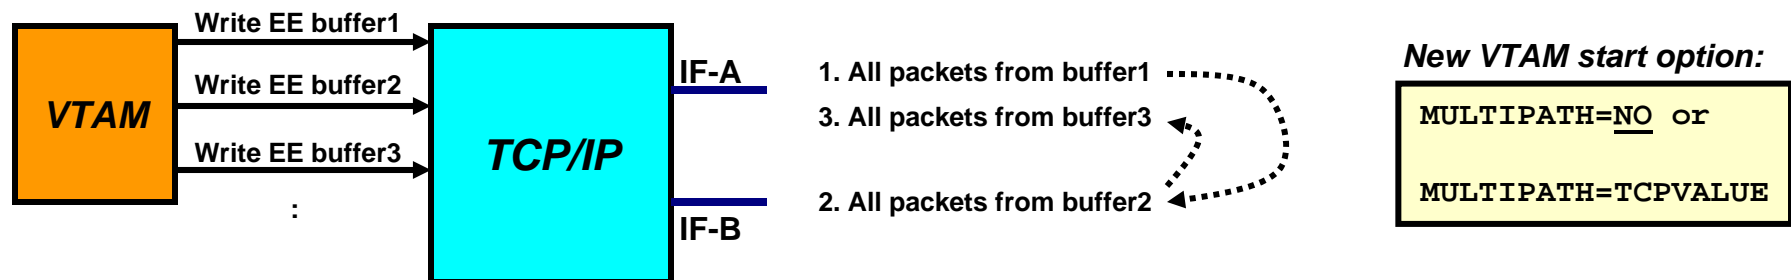 Write EE buffer1
Write EE buffer2
Write EE buffer3
:
VTAM
TCP/IP
IF-A
IF-B
1. All packets from buffer1
3. All packets from buffer3
2. All packets from buffer2
New VTAM start option:
MULTIPATH=NO or
MULTIPATH=TCPVALUE